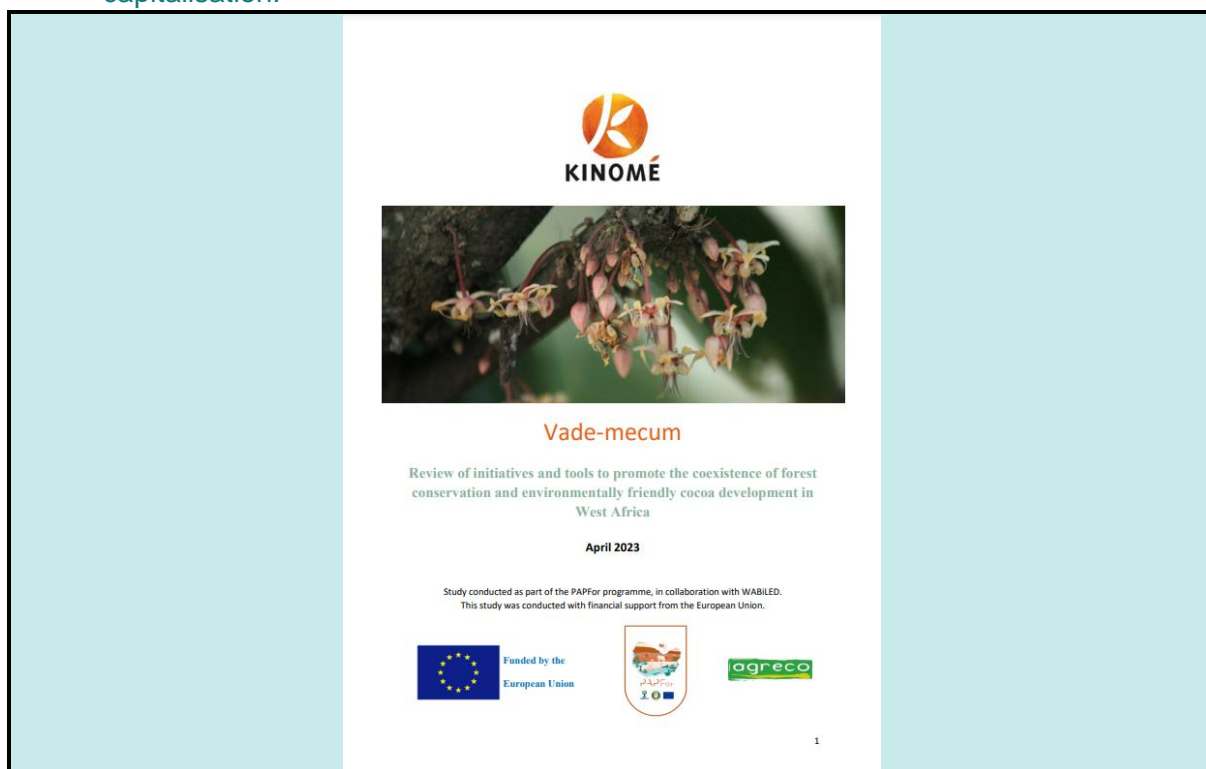 capitalisation.
KINOMÉ
Vade-mecum
Review of initiatives and tools to promote the coexistence of forest
conservation and environmentally friendly cocoa development in
West Africa
April 2023
Study conducted as part of the PAPFor programme, in collaboration with WABiLED.
This study was conducted with financial support from the European Union.
Funded by the
European Union
PAPFor
agreco
1